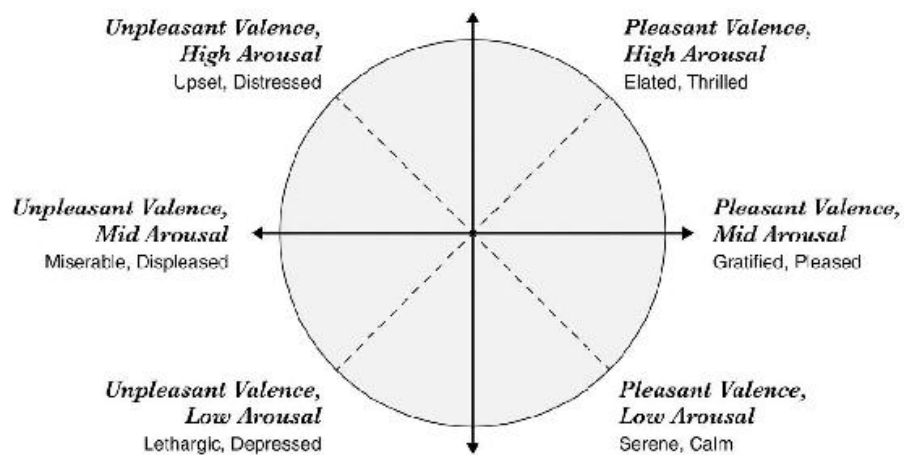 Unpleasant Valence,
High Arousal
Upset, Distressed
Pleasant Valence,
High Arousal
Elated, Thrilled
Unpleasant Valence,
Mid Arousal
Miserable, Displeased
Pleasant Valence,
Mid Arousal
Gratified, Pleased
Unpleasant Valence,
Low Arousal
Lethargic, Depressed
Pleasant Valence,
Low Arousal
Serene, Calm